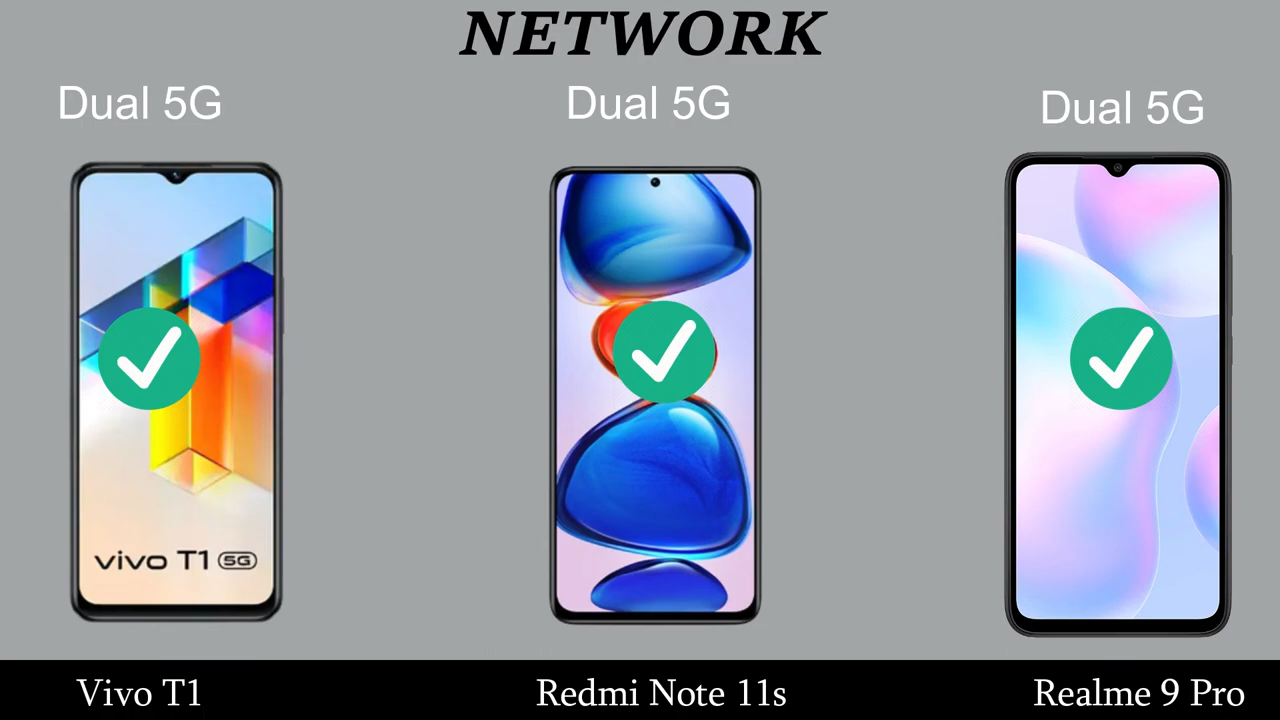 NETWORK
Dual 5G
Dual 5G
Dual 5G
vivo T1 5G
Vivo T1
Redmi Note 11s
Realme 9 Pro